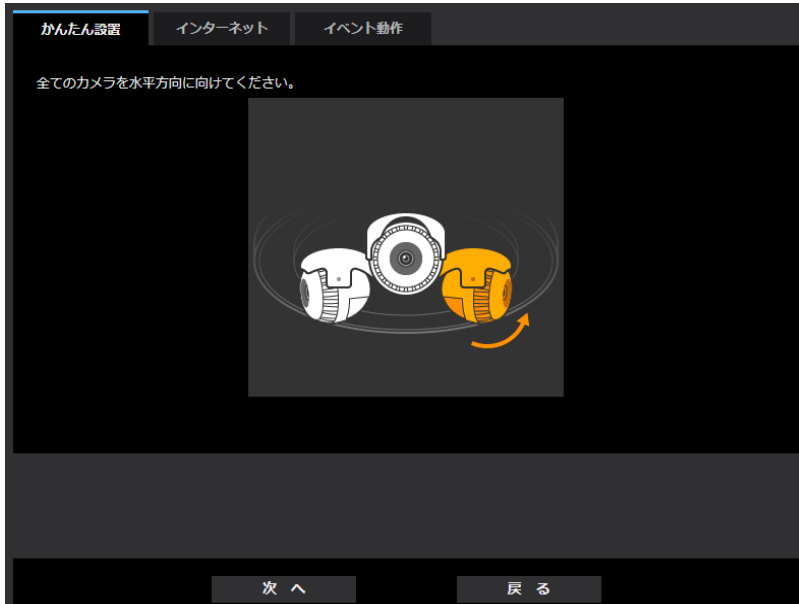 かんたん設置 インターネット イベント動作
全てのカメラを水平方向に向けてください。
次 へ 戻 る